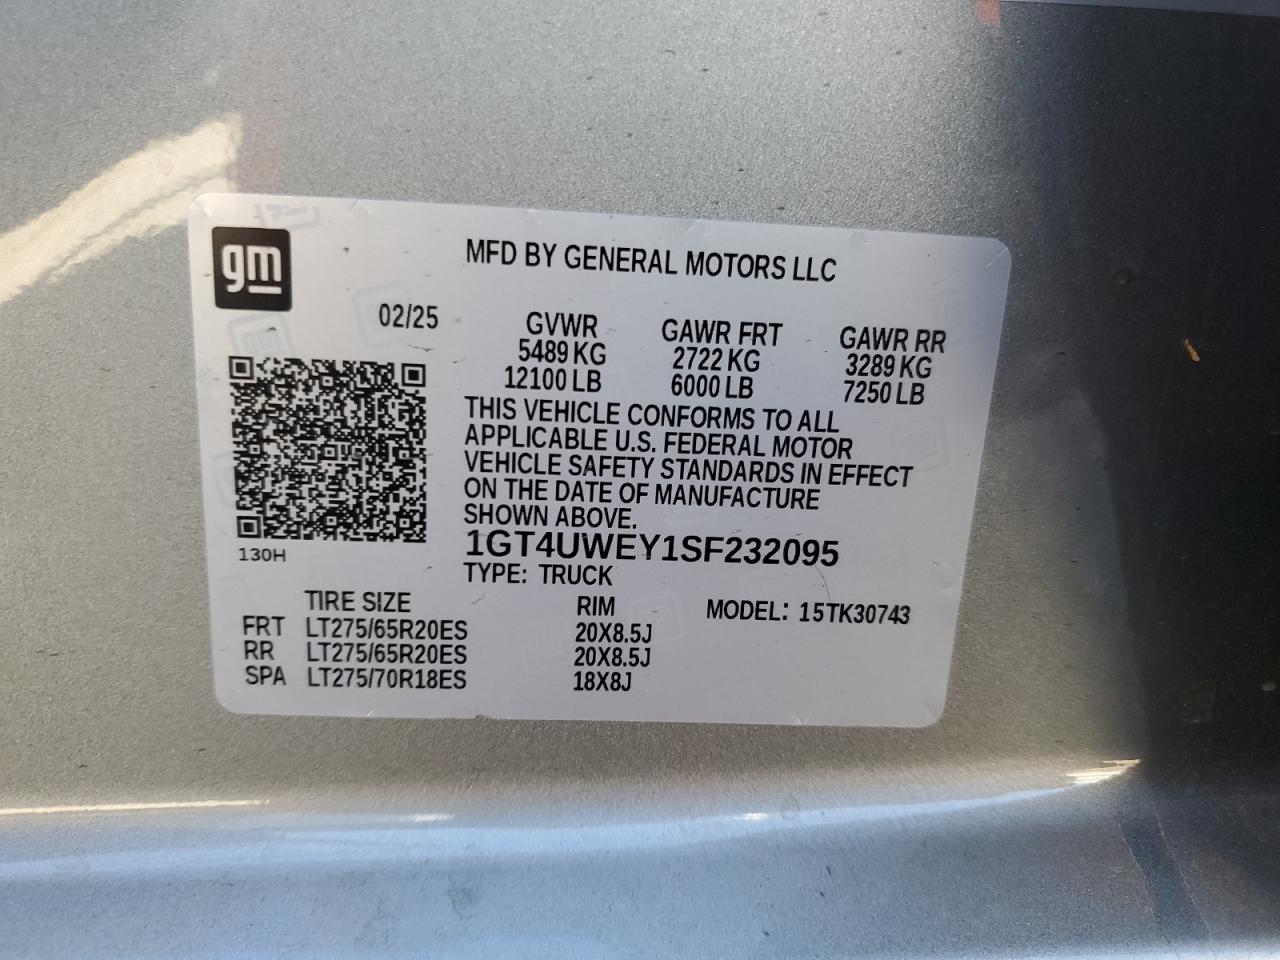 gm
MFD BY GENERAL MOTORS LLC
02/25
GVWR GAWR FRT GAWR RR
5489 KG 2722 KG 3289 KG
12100 LB 6000 LB 7250 LB
THIS VEHICLE CONFORMS TO ALL
APPLICABLE U.S. FEDERAL MOTOR
VEHICLE SAFETY STANDARDS IN EFFECT
ON THE DATE OF MANUFACTURE
SHOWN ABOVE.
130H
1GT4UWEY1SF232095
TYPE: TRUCK
TIRE SIZE RIM MODEL: 15TK30743
FRT LT275/65R20ES 20X8.5J
RR LT275/65R20ES 20X8.5J
SPA LT275/70R18ES 18X8J